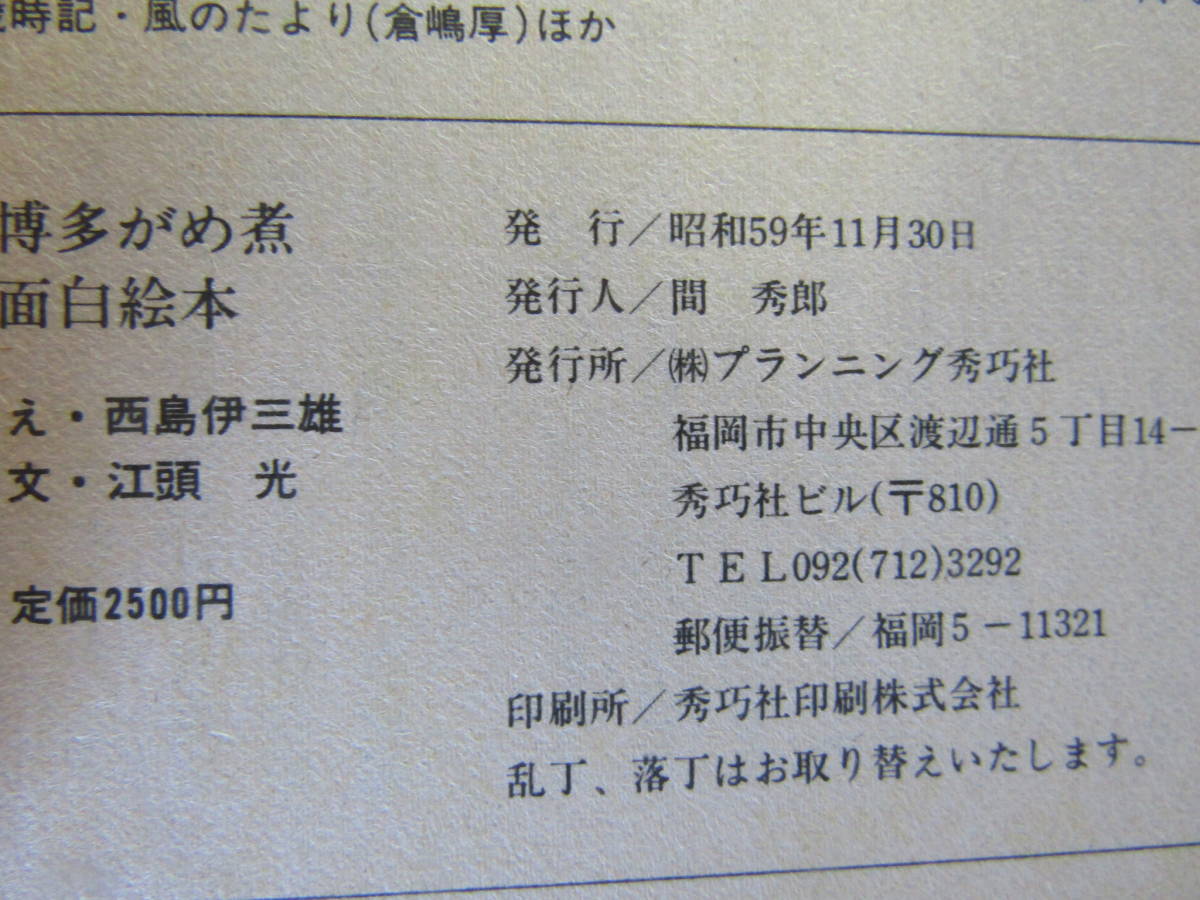 時記・風のたより(倉嶋厚)ほか
博多がめ煮
面白絵本
え・西島伊三雄
文・江頭　光
定価2500円
発　行／昭和59年11月30日
発行人／間　秀郎
発行所／㈱プランニング秀巧社
福岡市中央区渡辺通5丁目14－
秀巧社ビル(〒810)
ＴＥＬ092(712)3292
郵便振替／福岡5－11321
印刷所／秀巧社印刷株式会社
乱丁、落丁はお取り替えいたします。